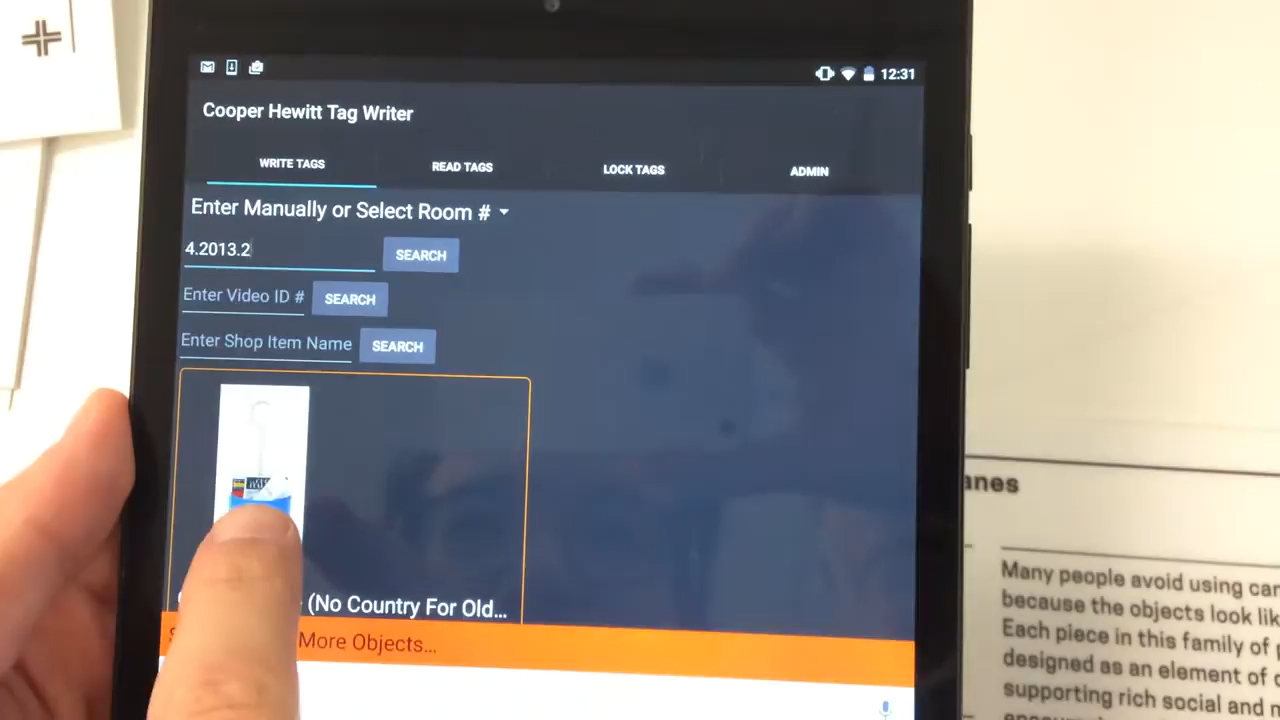 12:31
Cooper Hewitt Tag Writer
WRITE TAGS
READ TAGS
LOCK TAGS
ADMIN
Enter Manually or Select Room #
4.2013.2
SEARCH
Enter Video ID #
SEARCH
Enter Shop Item Name
SEARCH
(No Country For Old...
More Objects...
anes
Many people avoid using can
because the objects look lik
Each piece in this family of p
designed as an element of c
supporting rich social and m